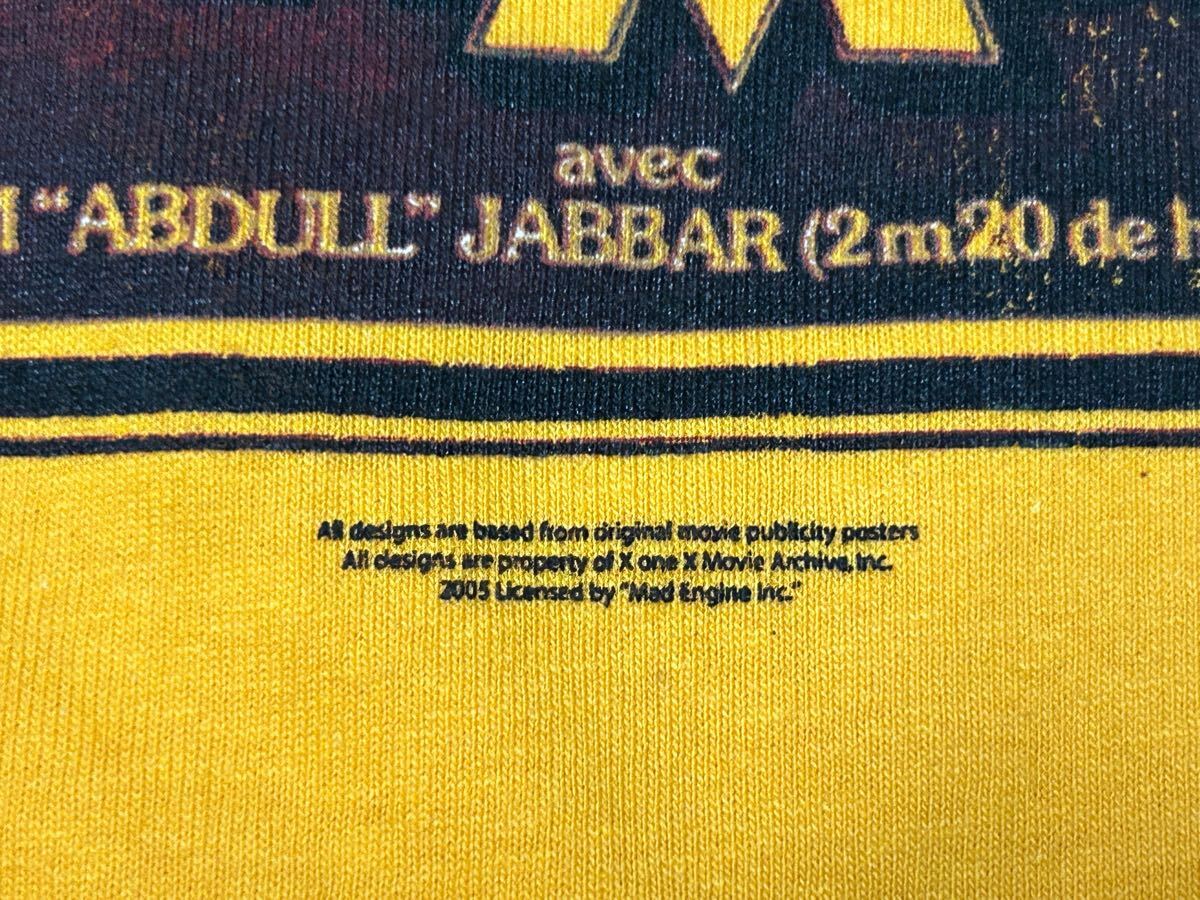 M
avec
"ABDULL" JABBAR (2m20 de
All designs are based from original movie publicity posters
All designs are property of X one X Movie Archive, Inc.
2005 Licensed by "Mad Engine Inc."